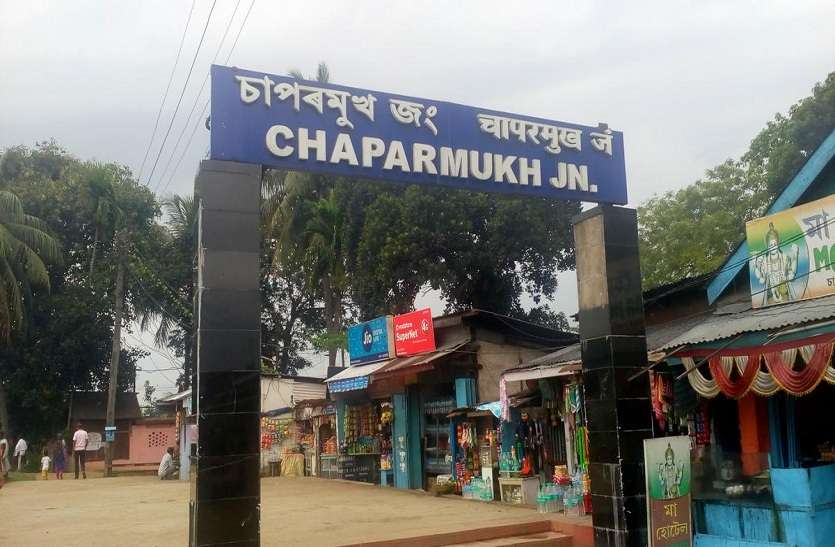 চাপৰমুখ জং चापरमुख जं
CHAPARMUKH JN.
Jio
SuperNet
মা
মা
হোটেল